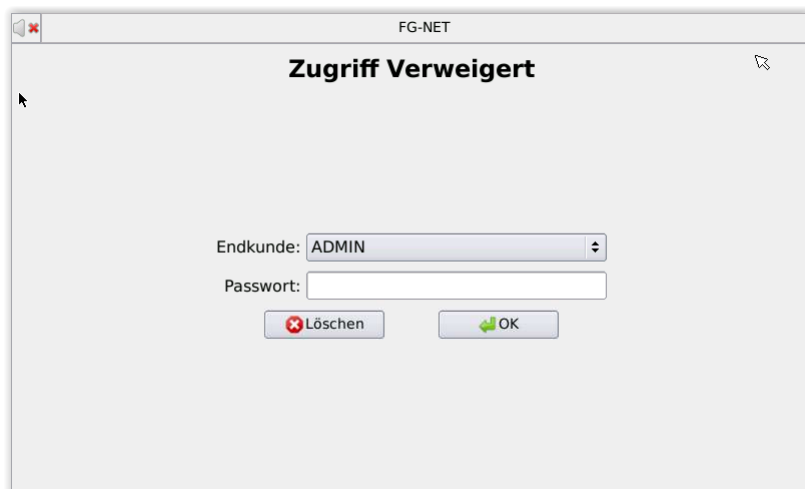 FG-NET
Zugriff Verweigert
Endkunde: ADMIN
Passwort:
Löschen OK